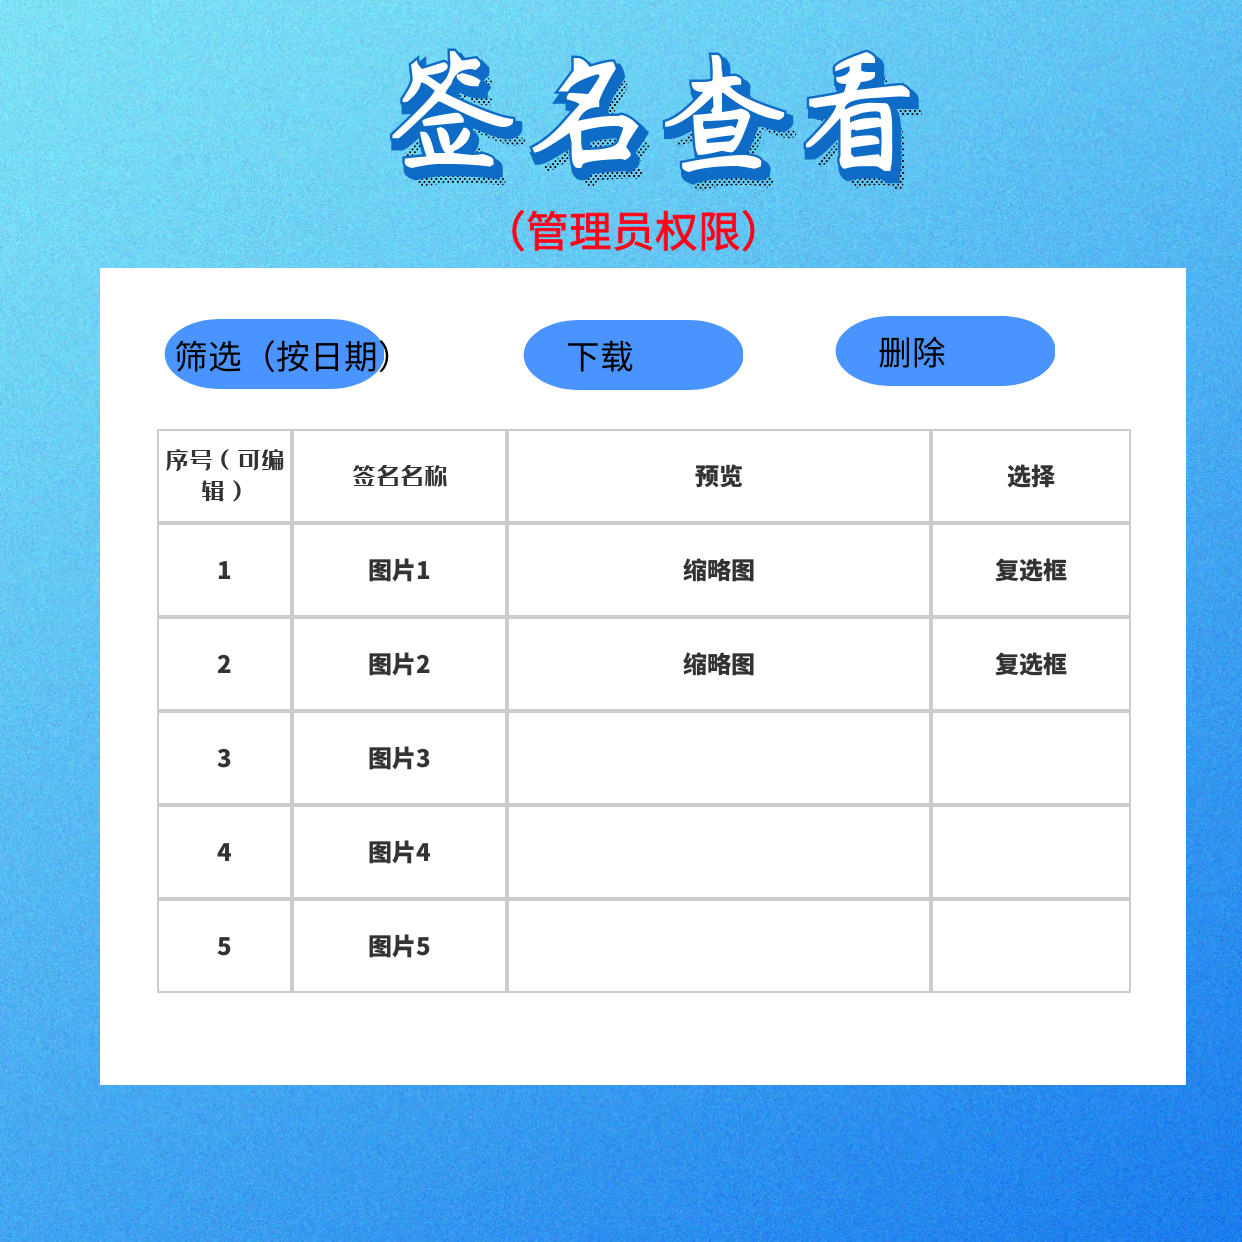 签名查看
（管理员权限）
筛选（按日期） 下载 删除
序号（可编
辑） 签名名称 预览 选择
1 图片1 缩略图 复选框
2 图片2 缩略图 复选框
3 图片3
4 图片4
5 图片5